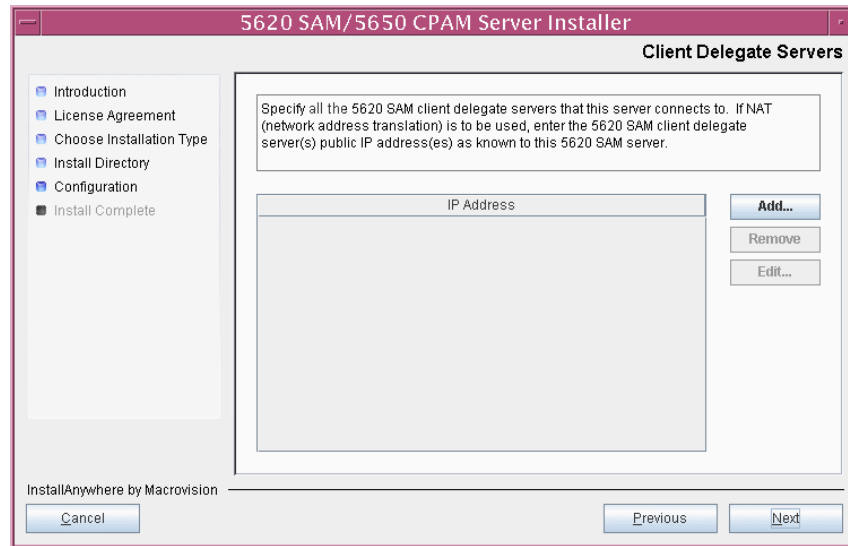 5620 SAM/5650 CPAM Server Installer
Client Delegate Servers
Introduction
License Agreement
Choose Installation Type
Install Directory
Configuration
Install Complete
Specify all the 5620 SAM client delegate servers that this server connects to. If NAT
(network address translation) is to be used, enter the 5620 SAM client delegate
server(s) public IP address(es) as known to this 5620 SAM server.
IP Address
Add...
Remove
Edit...
InstallAnywhere by Macrovision
Cancel
Previous
Next